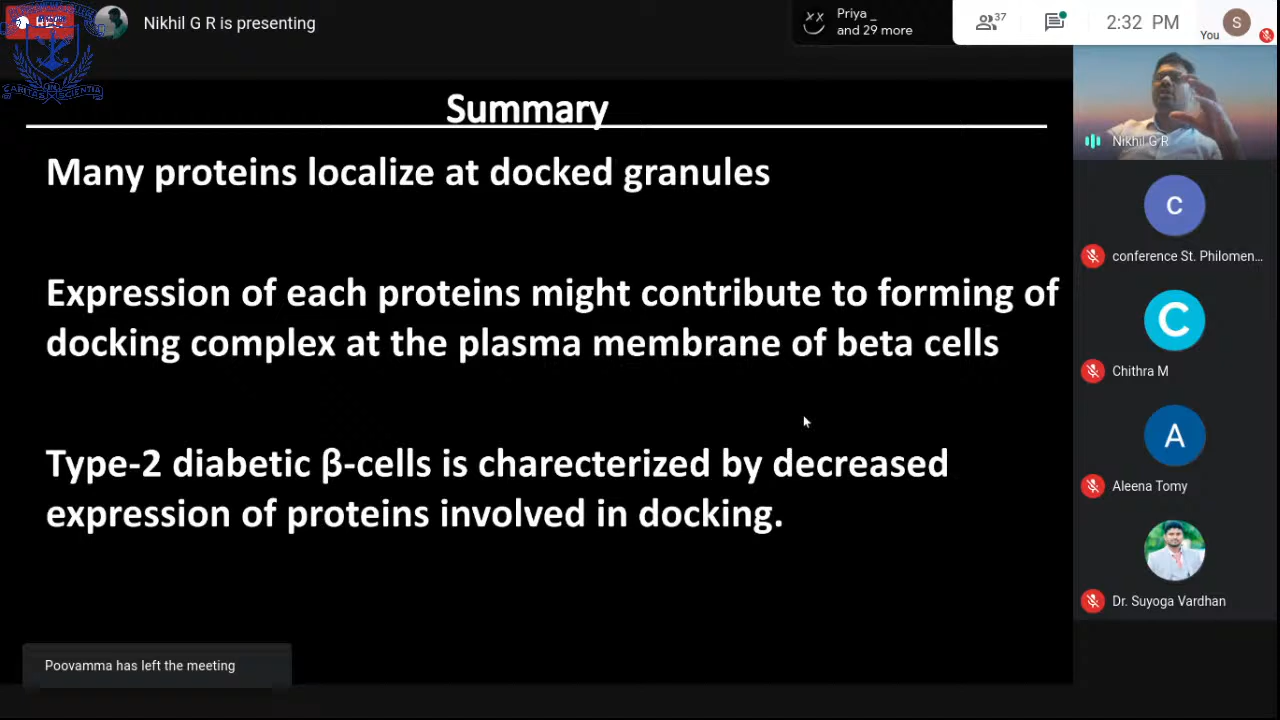 REC
Nikhil G R is presenting
Priya _
and 29 more
37
2:32 PM
You
S
Summary
Many proteins localize at docked granules
Expression of each proteins might contribute to forming of
docking complex at the plasma membrane of beta cells
Type-2 diabetic β-cells is charecterized by decreased
expression of proteins involved in docking.
Nikhil G R
C
conference St. Philomen...
C
Chithra M
A
Aleena Tomy
Dr. Suyoga Vardhan
Poovamma has left the meeting
CARITAS
SCIENTIA